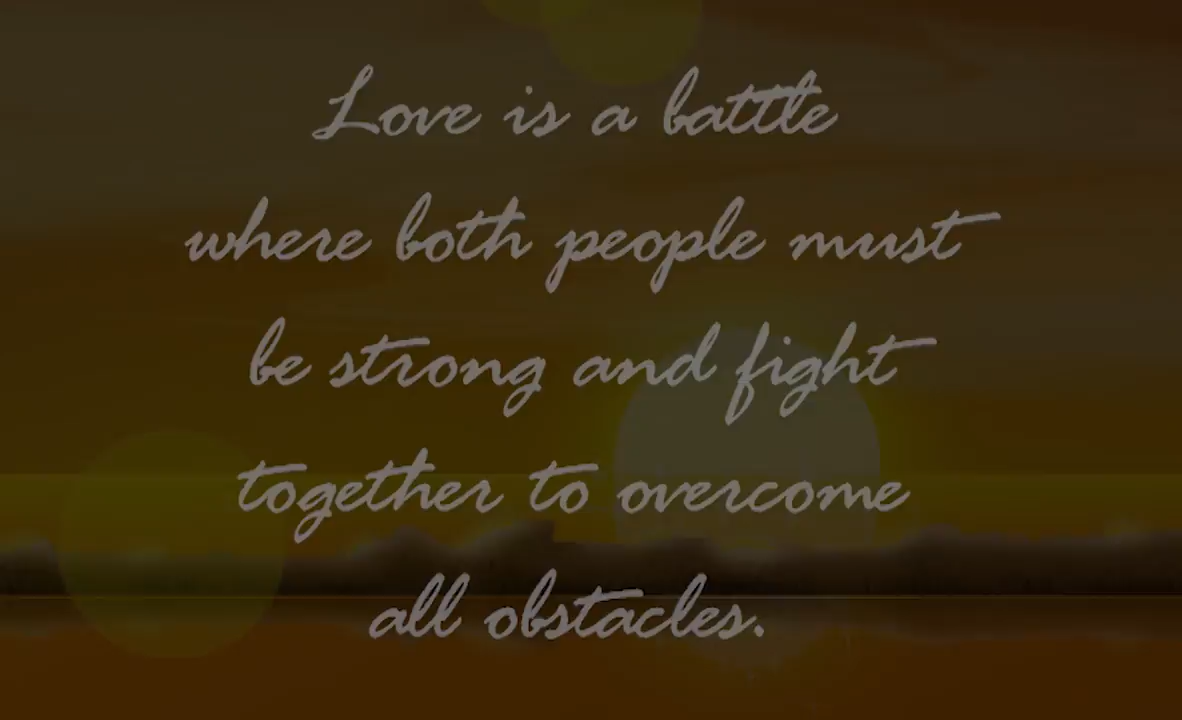 Love is a battle
where both people must
be strong and fight
together to overcome
all obstacles.